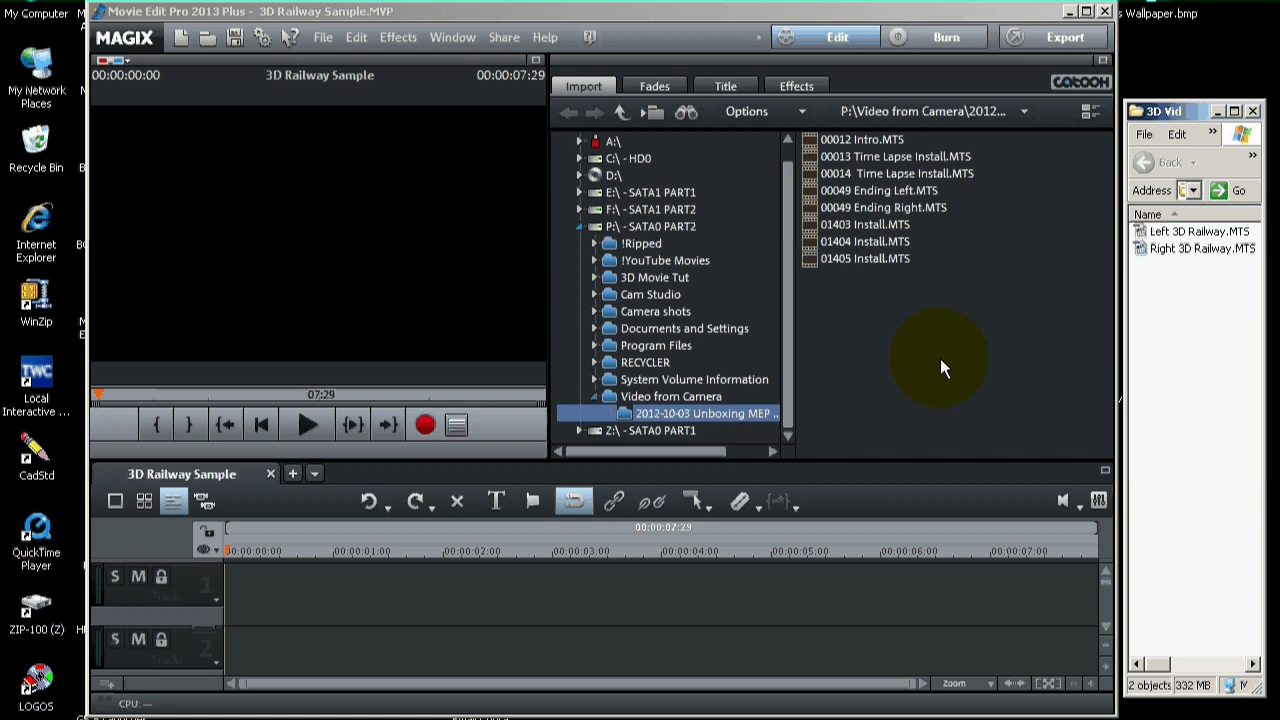 My Computer
My Network
Places
Recycle Bin
Internet
Explorer
WinZip
TWC
Local
Interactive ...
CadStd
QuickTime
Player
ZIP-100 (Z)
LOGOS
Movie Edit Pro 2013 Plus - 3D Railway Sample.MVP
MAGIX File Edit Effects Window Share Help Edit Burn Export
00:00:00:00 3D Railway Sample 00:00:07:29
07:29
Import Fades Title Effects catooh
Options P:\Video from Camera\2012...
A:\
C:\ - HD0
D:\
E:\ - SATA1 PART1
F:\ - SATA1 PART2
P:\ - SATA0 PART2
!Ripped
!YouTube Movies
3D Movie Tut
Cam Studio
Camera shots
Documents and Settings
Program Files
RECYCLER
System Volume Information
Video from Camera
2012-10-03 Unboxing MEP ..
Z:\ - SATA0 PART1
00012 Intro.MTS
00013 Time Lapse Install.MTS
00014 Time Lapse Install.MTS
00049 Ending Left.MTS
00049 Ending Right.MTS
01403 Install.MTS
01404 Install.MTS
01405 Install.MTS
3D Railway Sample
00:00:07:29
00:00:00:00 00:00:01:00 00:00:02:00 00:00:03:00 00:00:04:00 00:00:05:00 00:00:06:00 00:00:07:00
S M 1
Tracks
S M 2
Tracks
Zoom
CPU: —
s Wallpaper.bmp
3D Vid
File Edit »
Back »
Address Go
Name
Left 3D Railway.MTS
Right 3D Railway.MTS
2 objects 332 MB